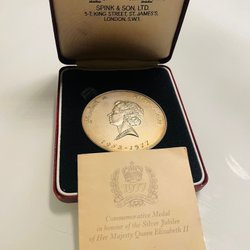 SPINK & SON, LTD.
5-7, KING STREET, ST. JAMES'S,
LONDON, S.W.1.
1952-1977
1977
Commemorative Medal
in honour of the Silver Jubilee
of Her Majesty Queen Elizabeth II